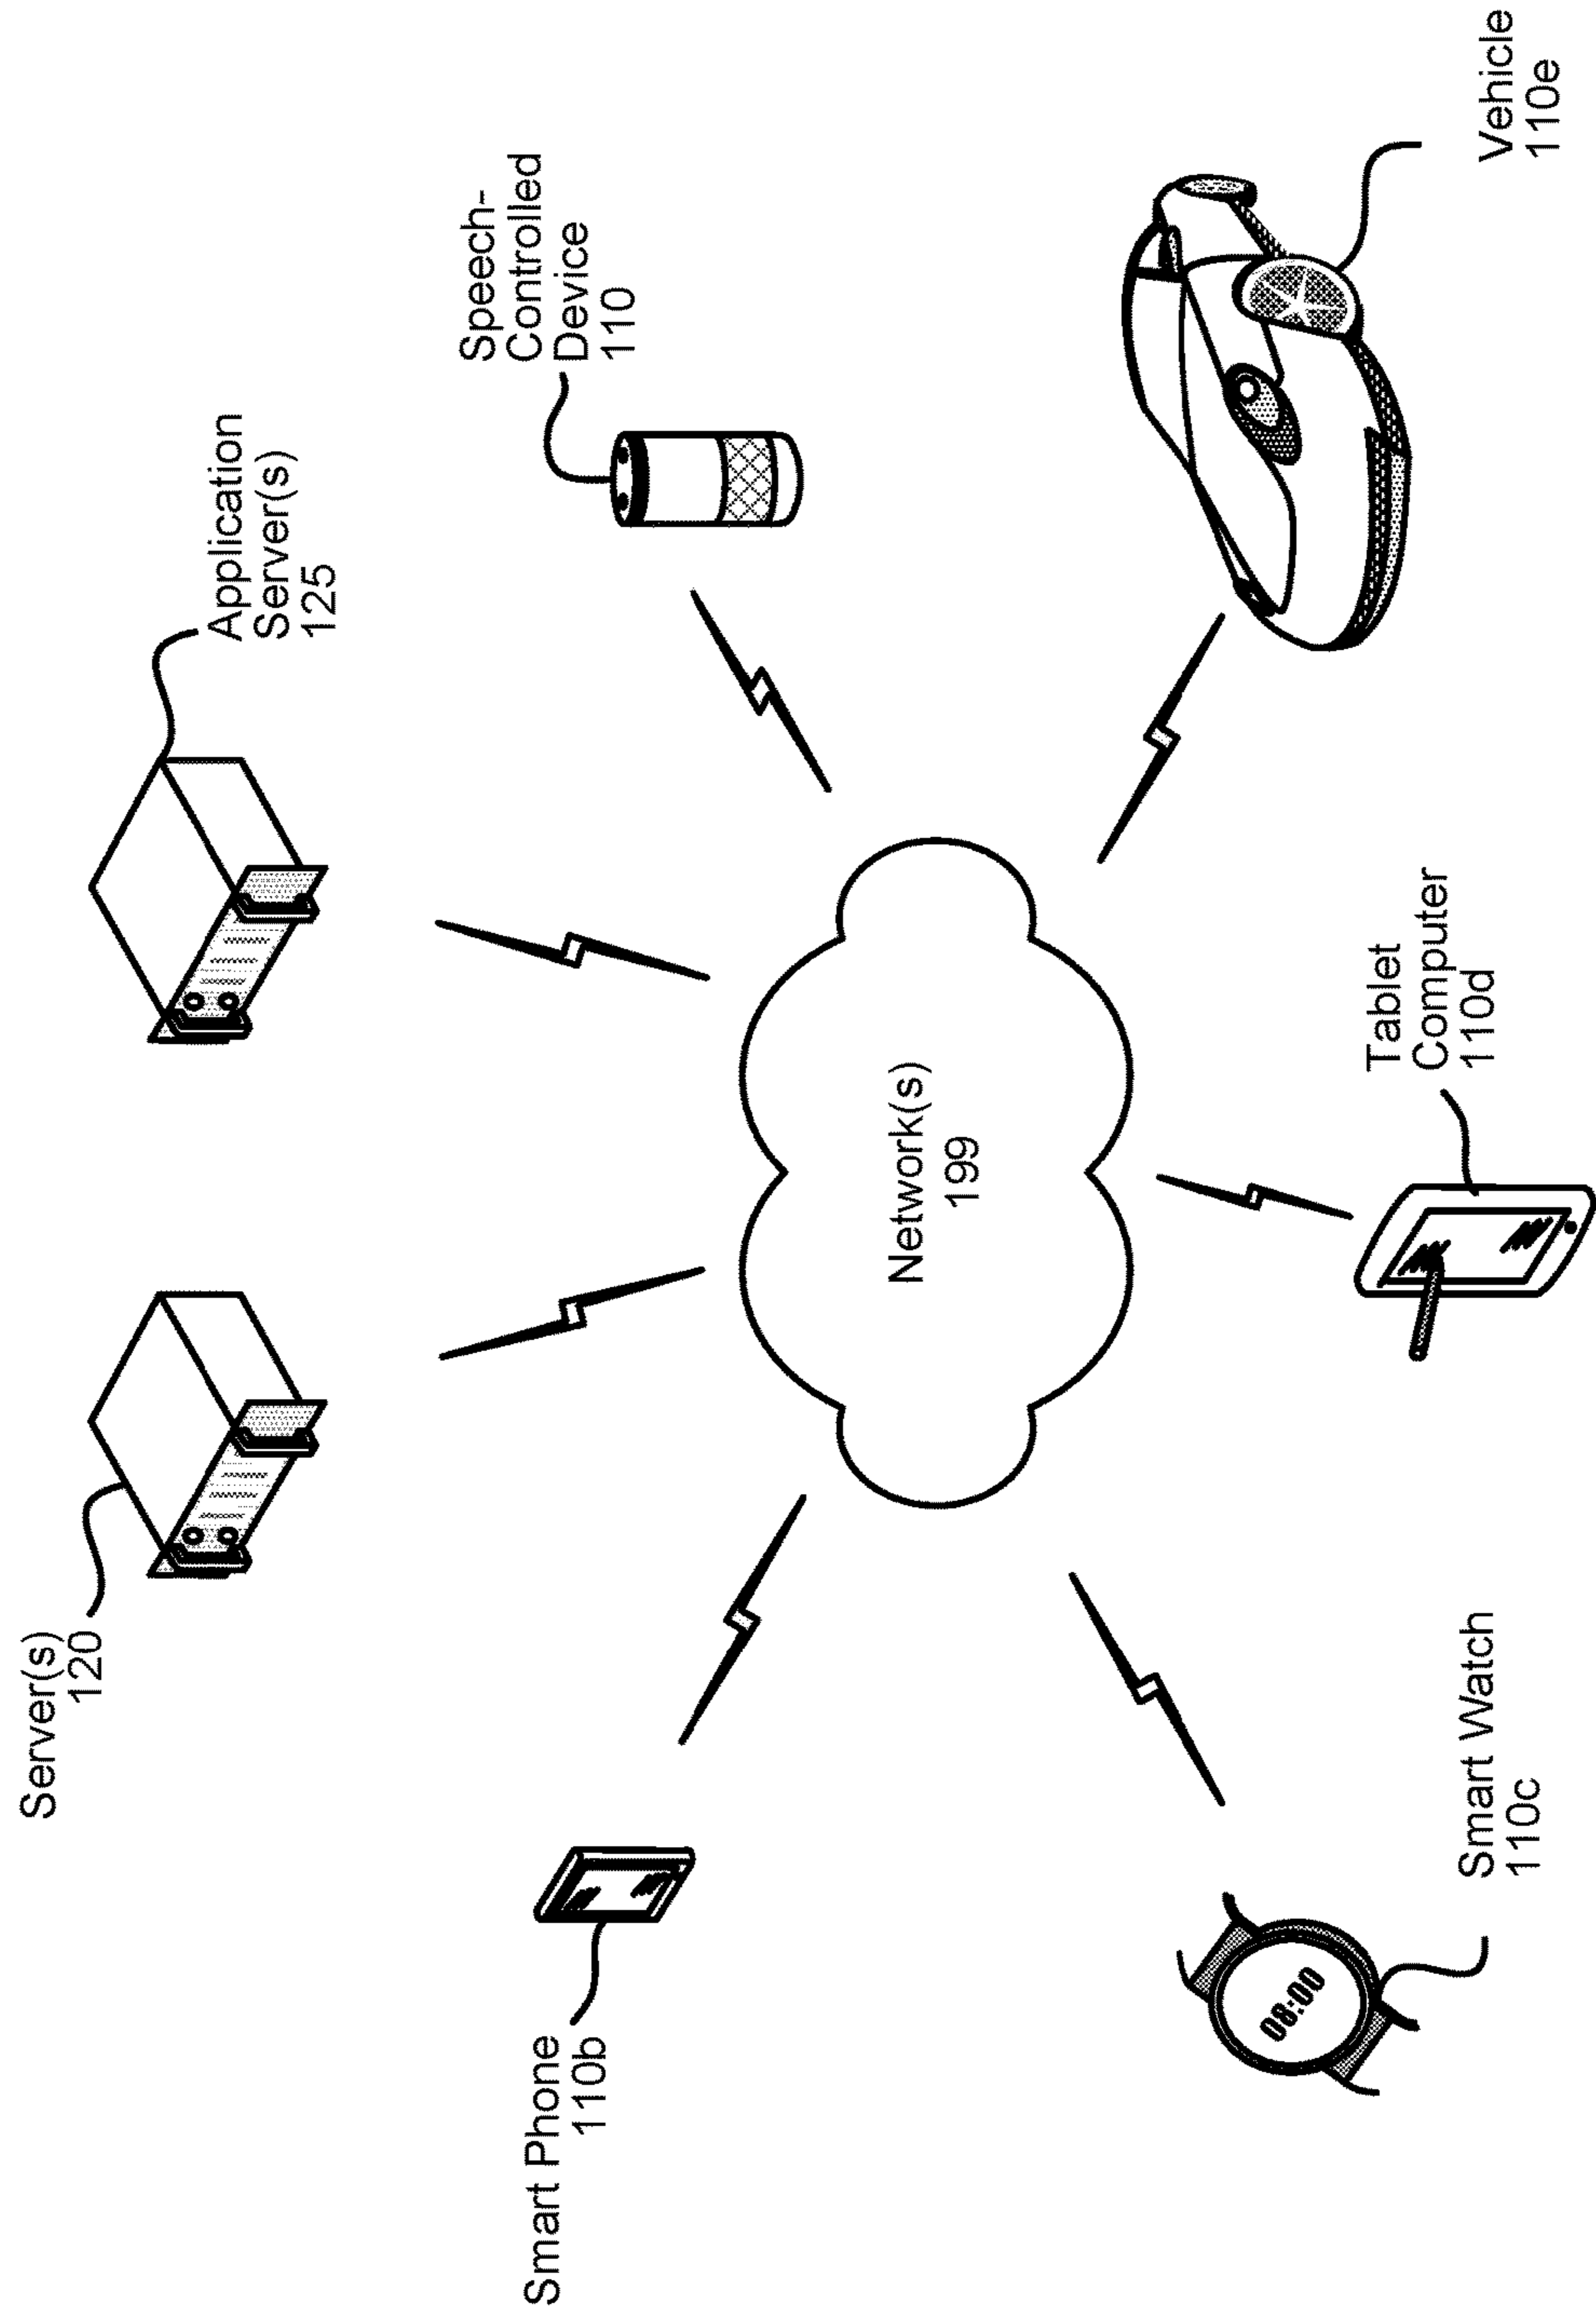 Server(s)
120
Application
Server(s)
125
Smart Phone
110b
Speech-
Controlled
Device
110
Network(s)
199
Smart Watch
110c
08:00
Tablet
Computer
110d
Vehicle
110e